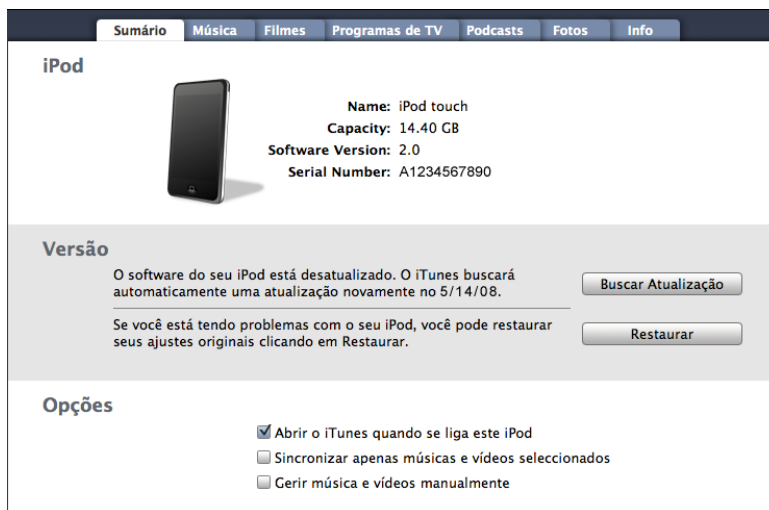 Sumário Música Filmes Programas de TV Podcasts Fotos Info
iPod
Name: iPod touch
Capacity: 14.40 GB
Software Version: 2.0
Serial Number: A1234567890
Versão
O software do seu iPod está desatualizado. O iTunes buscará
automaticamente uma atualização novamente no 5/14/08.
Buscar Atualização
Se você está tendo problemas com o seu iPod, você pode restaurar
seus ajustes originais clicando em Restaurar.
Restaurar
Opções
Abrir o iTunes quando se liga este iPod
Sincronizar apenas músicas e vídeos seleccionados
Gerir música e vídeos manualmente